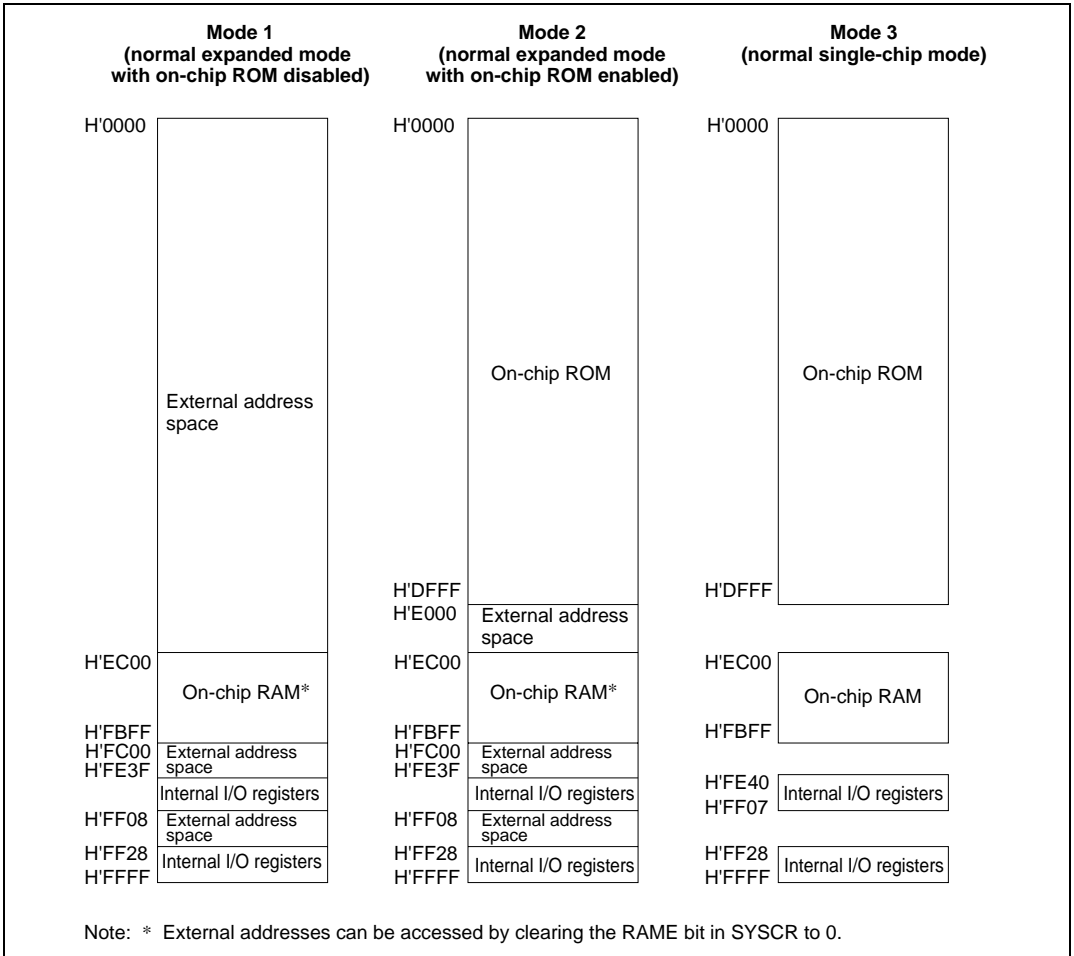 Mode 1
(normal expanded mode
with on-chip ROM disabled)
H'0000
External address
space
H'EC00
On-chip RAM*
H'FBFF
H'FC00
External address
space
H'FE3F
Internal I/O registers
H'FF08
External address
space
H'FF28
Internal I/O registers
H'FFFF
Mode 2
(normal expanded mode
with on-chip ROM enabled)
H'0000
On-chip ROM
H'DFFF
H'E000
External address
space
H'EC00
On-chip RAM*
H'FBFF
H'FC00
External address
space
H'FE3F
Internal I/O registers
H'FF08
External address
space
H'FF28
Internal I/O registers
H'FFFF
Mode 3
(normal single-chip mode)
H'0000
On-chip ROM
H'DFFF
H'EC00
On-chip RAM
H'FBFF
H'FE40
Internal I/O registers
H'FF07
H'FF28
Internal I/O registers
H'FFFF
Note: * External addresses can be accessed by clearing the RAME bit in SYSCR to 0.